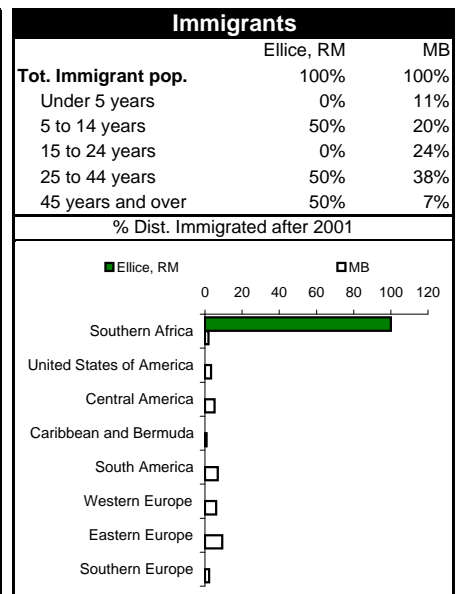 Immigrants
Ellice, RM MB
Tot. Immigrant pop. 100% 100%
Under 5 years 0% 11%
5 to 14 years 50% 20%
15 to 24 years 0% 24%
25 to 44 years 50% 38%
45 years and over 50% 7%
% Dist. Immigrated after 2001
Ellice, RM MB
0 20 40 60 80 100 120
Southern Africa
United States of America
Central America
Caribbean and Bermuda
South America
Western Europe
Eastern Europe
Southern Europe